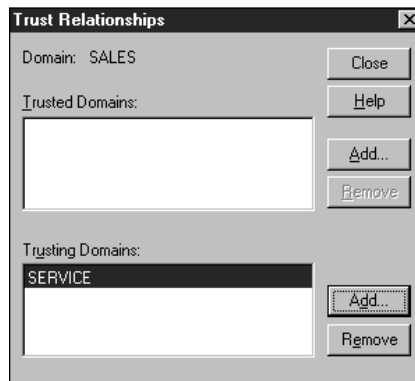 Trust Relationships
Domain: SALES
Close
Trusted Domains:
Help
Add...
Remove
Trusting Domains:
SERVICE
Add...
Remove